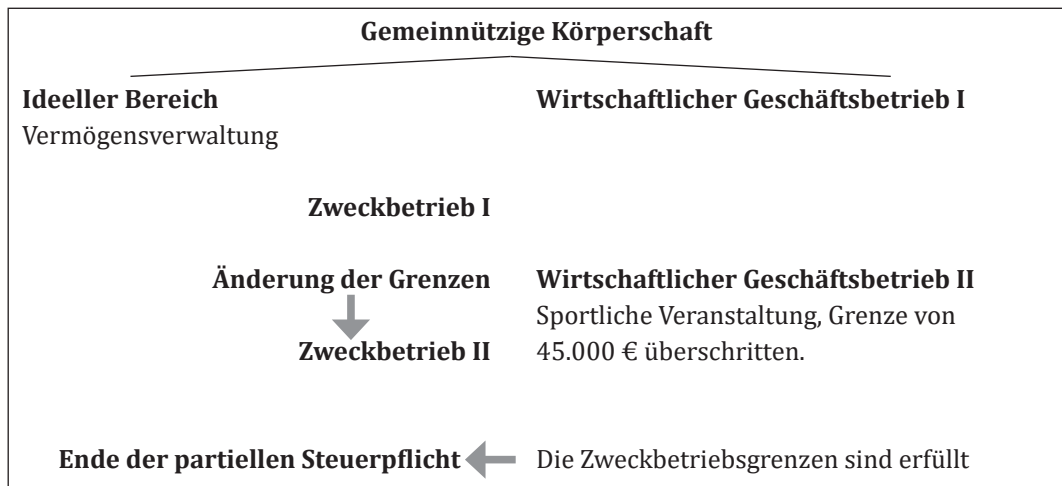 Gemeinnützige Körperschaft
Ideeller Bereich
Vermögensverwaltung
Wirtschaftlicher Geschäftsbetrieb I
Zweckbetrieb I
Änderung der Grenzen
Wirtschaftlicher Geschäftsbetrieb II
Sportliche Veranstaltung, Grenze von
Zweckbetrieb II
45.000 € überschritten.
Ende der partiellen Steuerpflicht
Die Zweckbetriebsgrenzen sind erfüllt